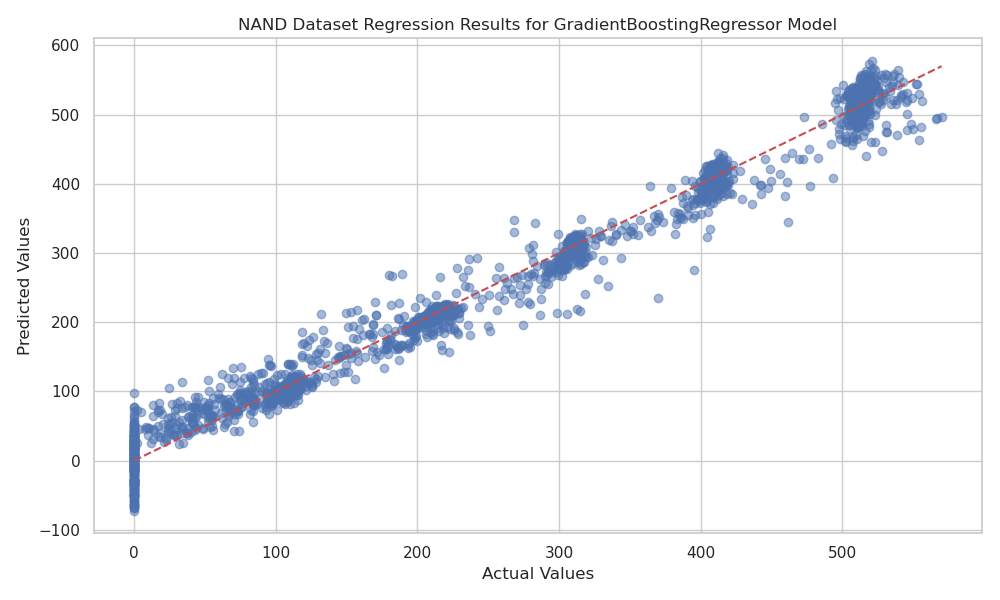 NAND Dataset Regression Results for GradientBoostingRegressor Model
600
500
400
300
200
100
0
−100
Predicted Values
0 100 200 300 400 500
Actual Values